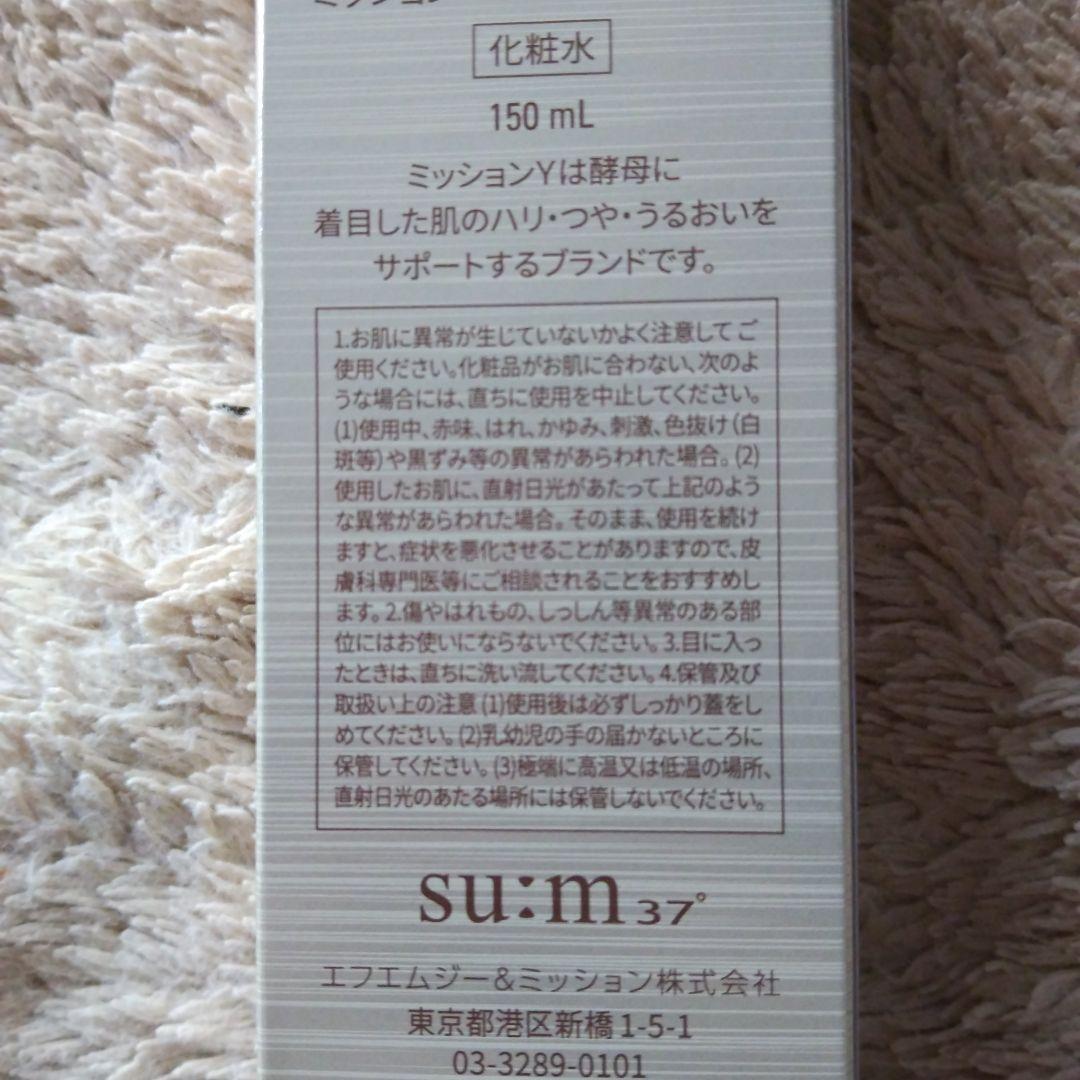 ミッション
化粧水
150 mL
ミッションYは酵母に
着目した肌のハリ・つや・うるおいを
サポートするブランドです。
1.お肌に異常が生じていないかよく注意してご
使用ください。化粧品がお肌に合わない、次のよ
うな場合には、直ちに使用を中止してください。
(1)使用中、赤味、はれ、かゆみ、刺激、色抜け(白
斑等)や黒ずみ等の異常があらわれた場合。(2)
使用したお肌に、直射日光があたって上記のよう
な異常があらわれた場合。そのまま、使用を続け
ますと、症状を悪化させることがありますので、皮
膚科専門医等にご相談されることをおすすめし
ます。2.傷やはれもの、しっしん等異常のある部
位にはお使いにならないでください。3.目に入っ
たときは、直ちに洗い流してください。4.保管及び
取扱い上の注意(1)使用後は必ずしっかり蓋をし
めてください。(2)乳幼児の手の届かないところに
保管してください。(3)極端に高温又は低温の場所、
直射日光のあたる場所には保管しないでください。
su:m37°
エフエムジー&ミッション株式会社
東京都港区新橋1-5-1
03-3289-0101